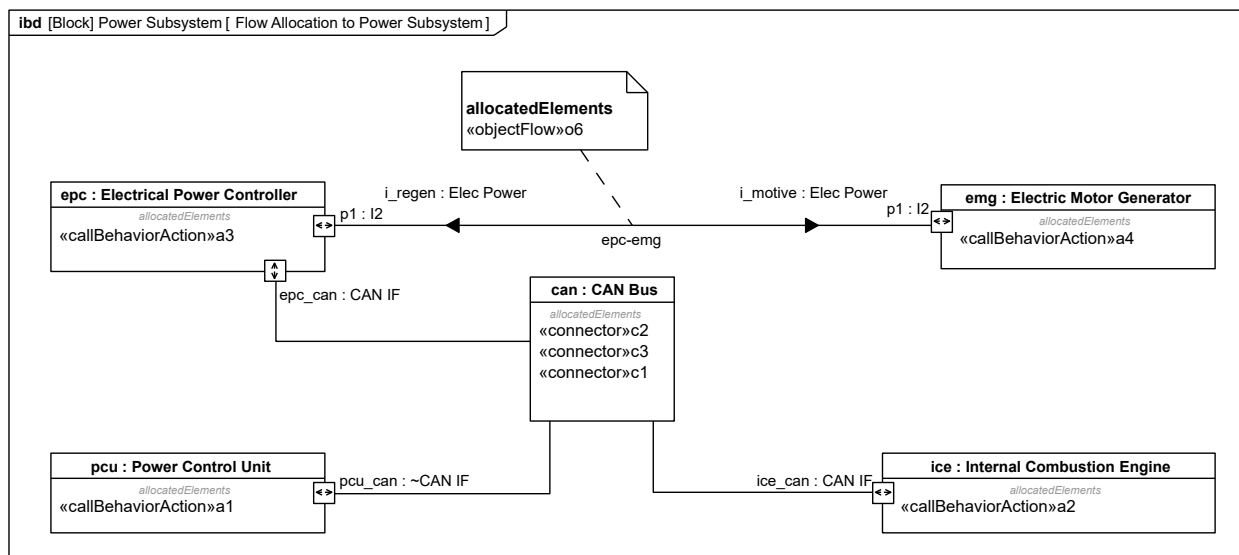 ibd [Block] Power Subsystem [ Flow Allocation to Power Subsystem ]
allocatedElements
«objectFlow»o6
epc : Electrical Power Controller
allocatedElements
«callBehaviorAction»a3
i_regen : Elec Power
p1 : I2
i_motive : Elec Power
p1 : I2
epc-emg
emg : Electric Motor Generator
allocatedElements
«callBehaviorAction»a4
epc_can : CAN IF
can : CAN Bus
allocatedElements
«connector»c2
«connector»c3
«connector»c1
pcu : Power Control Unit
allocatedElements
«callBehaviorAction»a1
pcu_can : ~CAN IF
ice_can : CAN IF
ice : Internal Combustion Engine
allocatedElements
«callBehaviorAction»a2